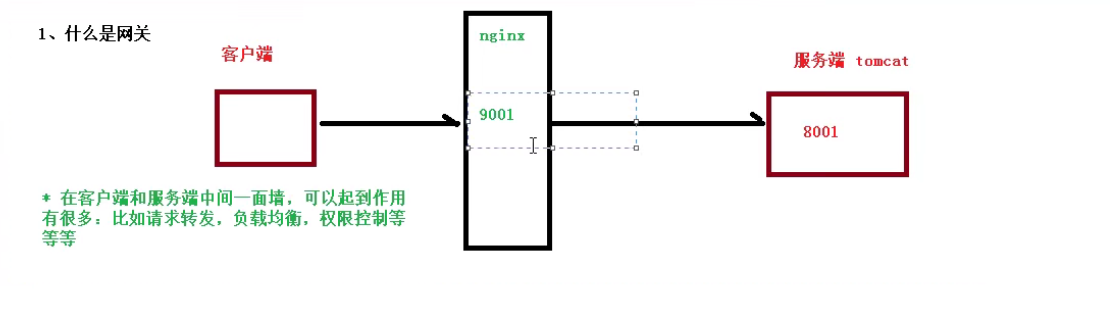 1、什么是网关
客户端
nginx
服务端 tomcat
9001
8001
* 在客户端和服务端中间一面墙，可以起到作用
有很多：比如请求转发，负载均衡，权限控制等
等等